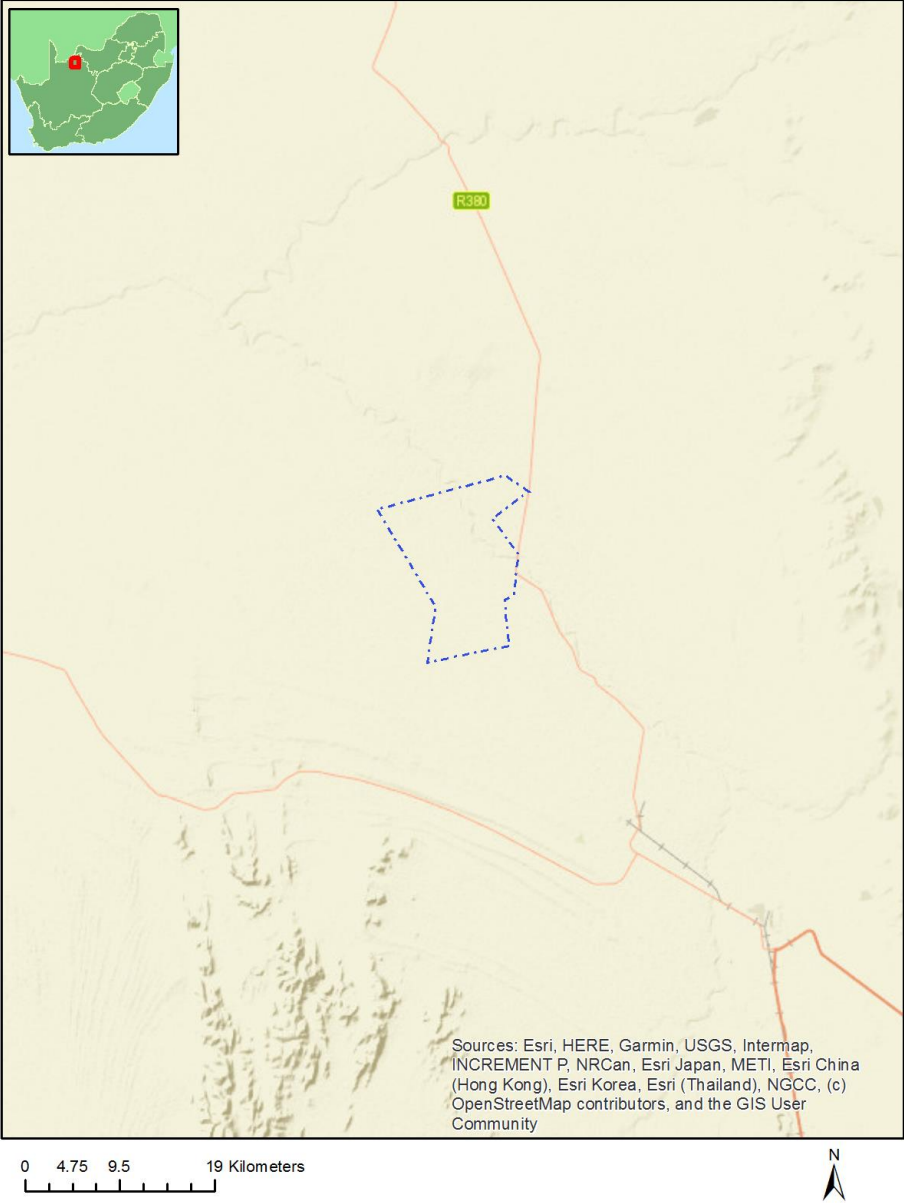 R380
Sources: Esri, HERE, Garmin, USGS, Intermap,
INCREMENT P, NRCan, Esri Japan, METI, Esri China
(Hong Kong), Esri Korea, Esri (Thailand), NGCC, (c)
OpenStreetMap contributors, and the GIS User
Community
0 4.75 9.5 19 Kilometers
N